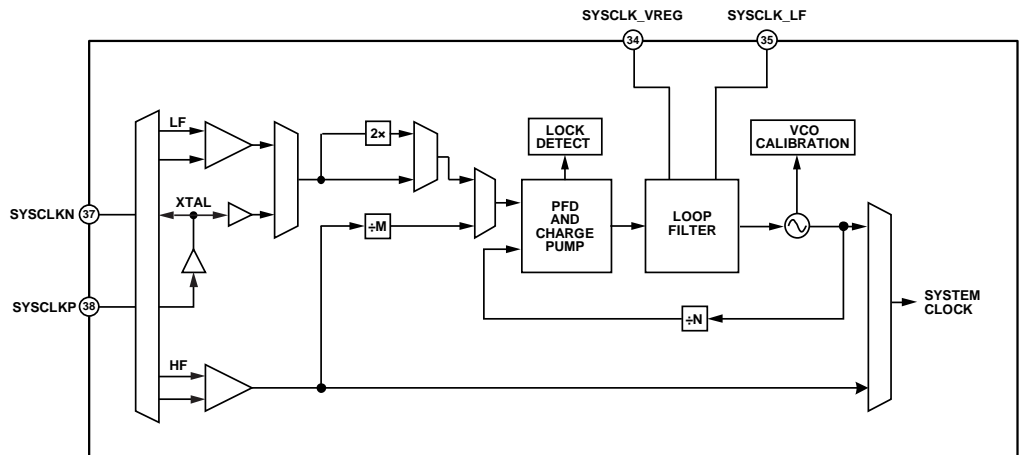 SYSCLK_VREG
SYSCLK_LF
34
35
LF
2×
LOCK
DETECT
VCO
CALIBRATION
XTAL
SYSCLKN
37
÷M
PFD
AND
CHARGE
PUMP
LOOP
FILTER
SYSCLKP
38
÷N
SYSTEM
CLOCK
HF